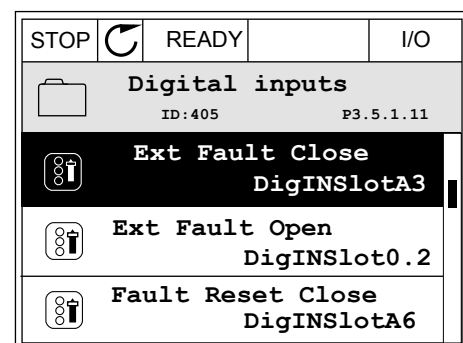 STOP READY I/O
Digital inputs
ID:405 P3.5.1.11
Ext Fault Close
DigINSlotA3
Ext Fault Open
DigINSlot0.2
Fault Reset Close
DigINSlotA6